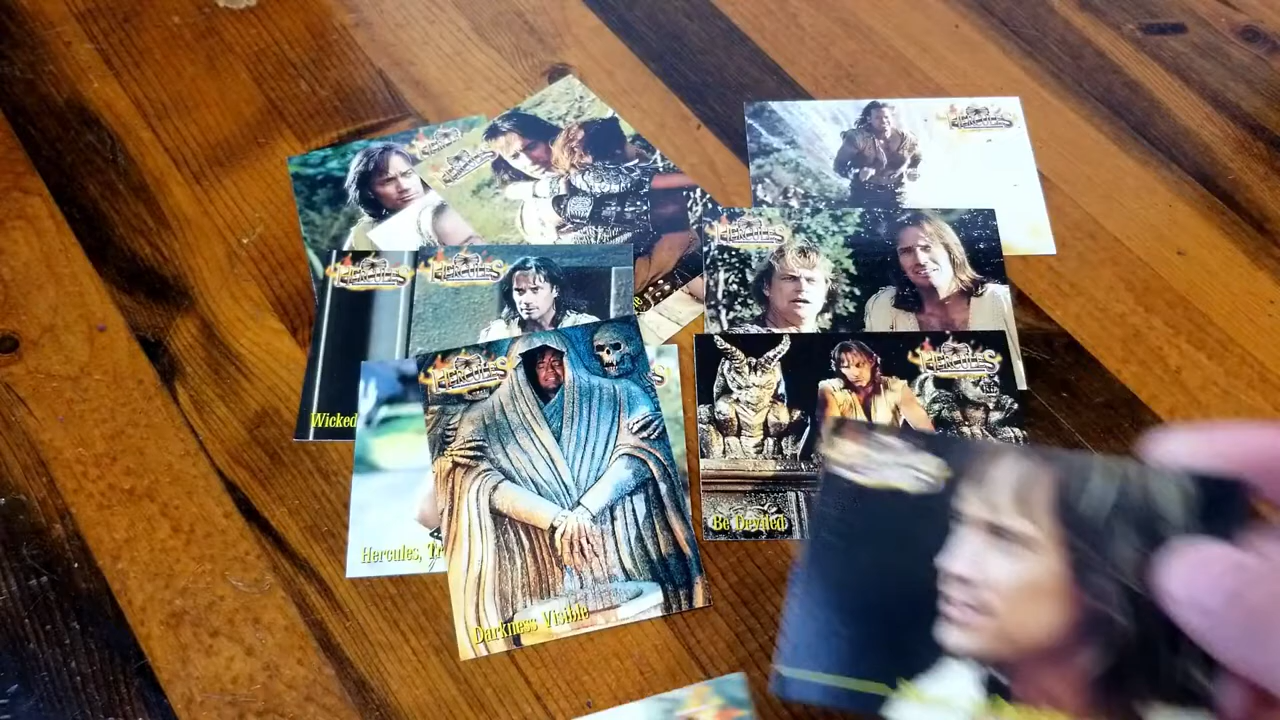 HERCULES
HERCULES
HERCULES
HERCULES
HERCULES
HERCULES
Wicked
HERCULES
HERCULES
Hercules, Tr
Be Deviled
Darkness Visible